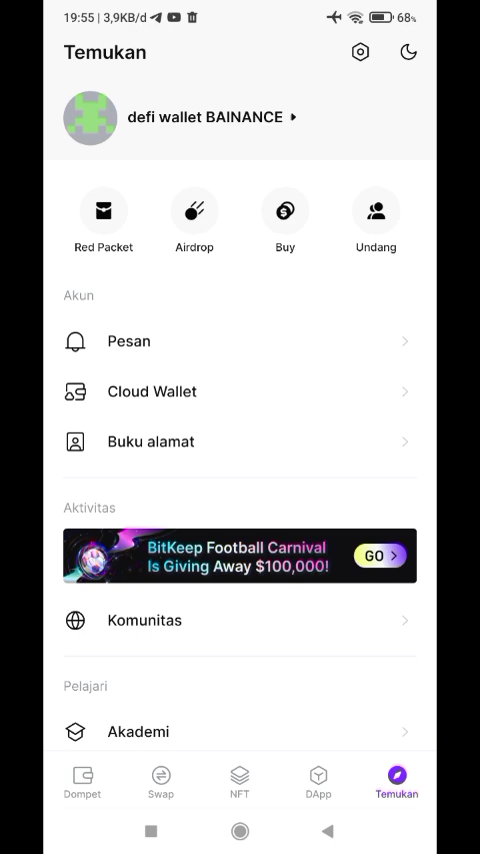 19:55 | 3,9KB/d
68%
Temukan
defi wallet BAINANCE
Red Packet
Airdrop
Buy
Undang
Akun
Pesan
Cloud Wallet
Buku alamat
Aktivitas
BitKeep Football Carnival
Is Giving Away $100,000!
GO
Komunitas
Pelajari
Akademi
Dompet
Swap
NFT
DApp
Temukan